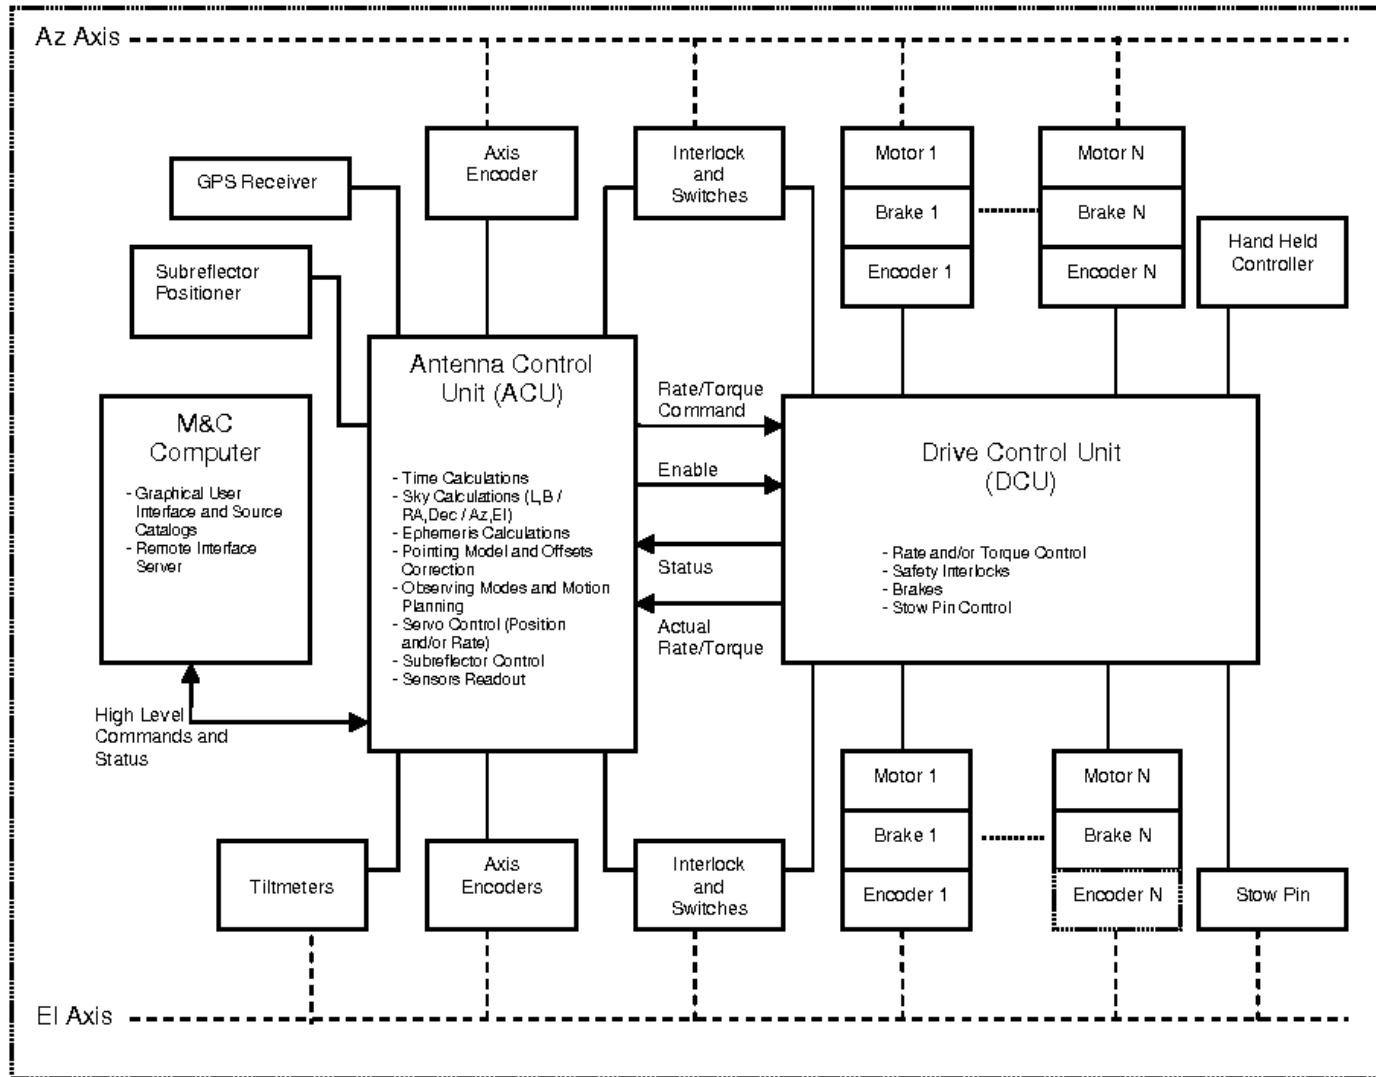 Az Axis
Axis
Encoder
Interlock
and
Switches
Motor 1
Brake 1
Encoder 1
Motor N
Brake N
Encoder N
GPS Receiver
Hand Held
Controller
Subreflector
Positioner
Antenna Control
Unit (ACU)
- Time Calculations
- Sky Calculations (L,B /
RA,Dec / Az,El)
- Ephemeris Calculations
- Pointing Model and Offsets
Correction
- Observing Modes and Motion
Planning
- Servo Control (Position
and/or Rate)
- Subreflector Control
- Sensors Readout
Rate/Torque
Command
Enable
Status
Actual
Rate/Torque
M&C
Computer
- Graphical User
Interface and Source
Catalogs
- Remote Interface
Server
Drive Control Unit
(DCU)
- Rate and/or Torque Control
- Safety Interlocks
- Brakes
- Stow Pin Control
High Level
Commands and
Status
Tiltmeters
Axis
Encoders
Interlock
and
Switches
Motor 1
Brake 1
Encoder 1
Motor N
Brake N
Encoder N
Stow Pin
El Axis